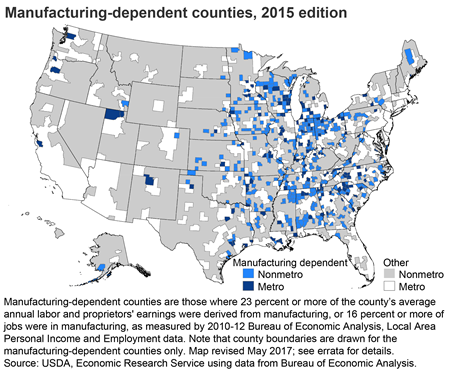 Manufacturing-dependent counties, 2015 edition
Manufacturing dependent
Nonmetro
Metro
Other
Nonmetro
Metro
Manufacturing-dependent counties are those where 23 percent or more of the county's average
annual labor and proprietors' earnings were derived from manufacturing, or 16 percent or more of
jobs were in manufacturing, as measured by 2010-12 Bureau of Economic Analysis, Local Area
Personal Income and Employment data. Note that county boundaries are drawn for the
manufacturing-dependent counties only. Map revised May 2017; see errata for details.
Source: USDA, Economic Research Service using data from Bureau of Economic Analysis.